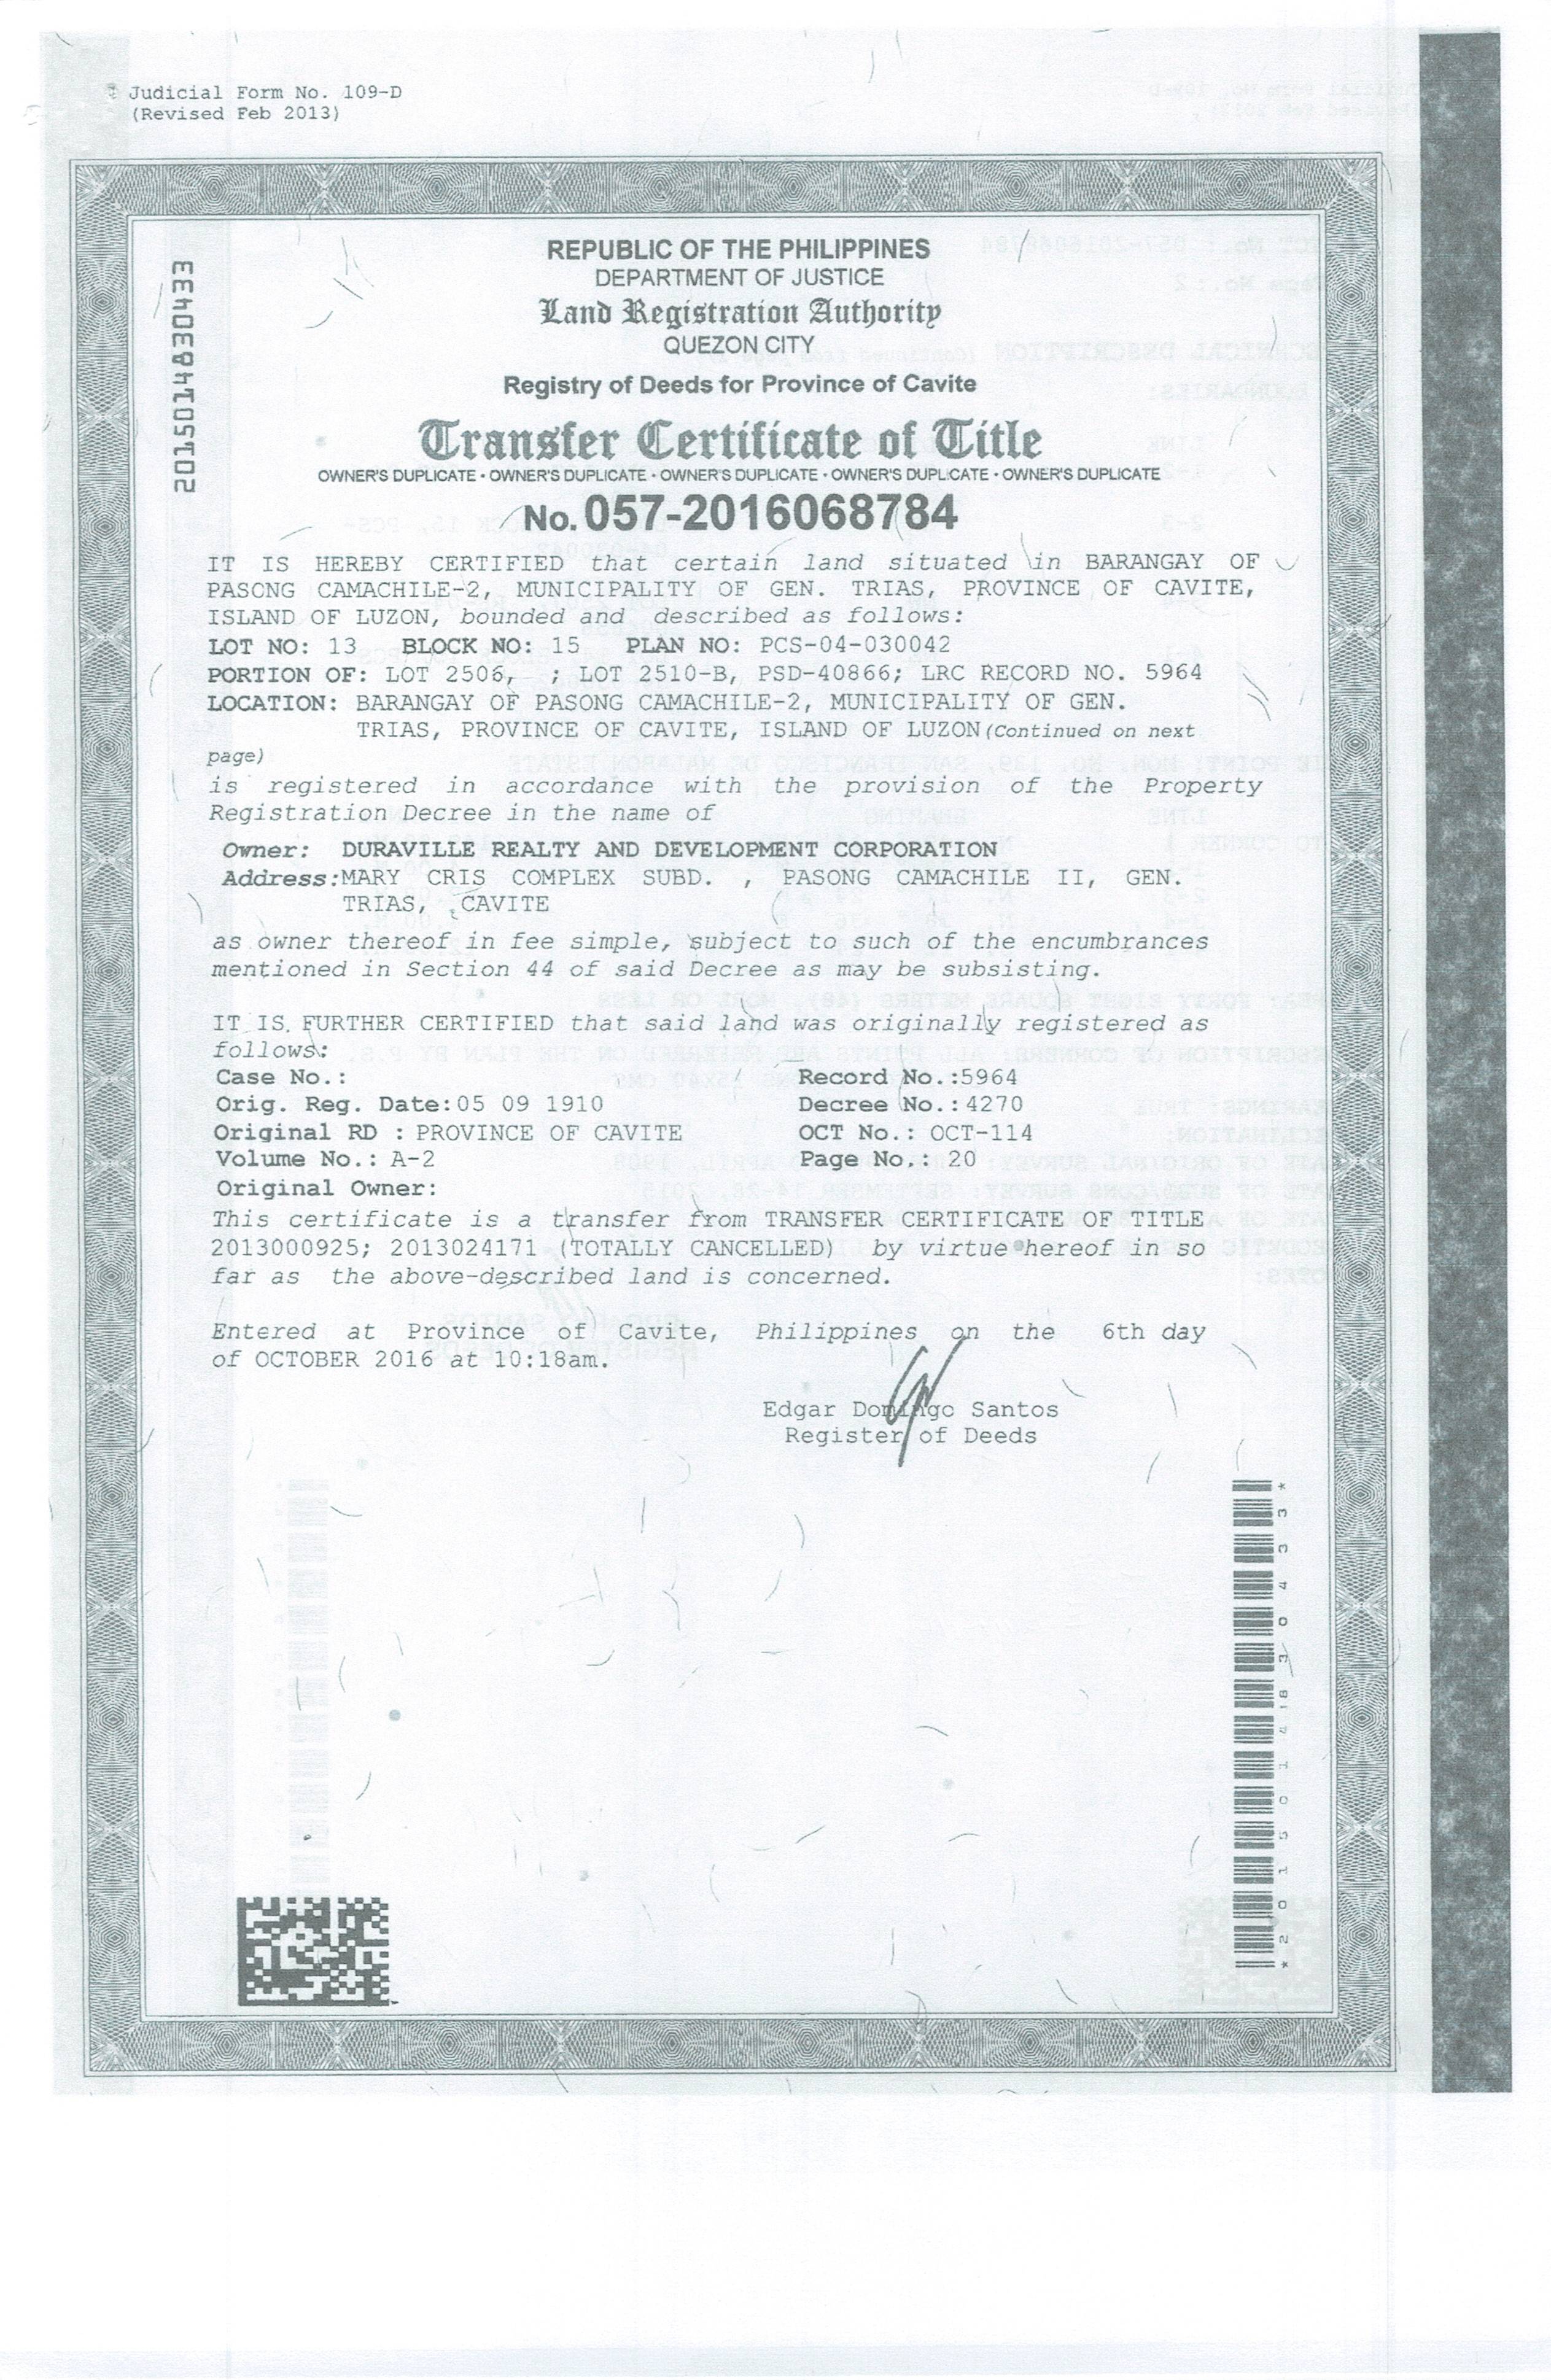 Judicial Form No. 109-D
(Revised Feb 2013)
2015014830433
REPUBLIC OF THE PHILIPPINES
DEPARTMENT OF JUSTICE
Land Registration Authority
QUEZON CITY
Registry of Deeds for Province of Cavite
Transfer Certificate of Title
OWNER'S DUPLICATE • OWNER'S DUPLICATE • OWNER'S DUPLICATE • OWNER'S DUPLICATE • OWNER'S DUPLICATE
No. 057-2016068784
IT IS HEREBY CERTIFIED that certain land situated in BARANGAY OF
PASONG CAMACHILE-2, MUNICIPALITY OF GEN. TRIAS, PROVINCE OF CAVITE,
ISLAND OF LUZON, bounded and described as follows:
LOT NO: 13 BLOCK NO: 15 PLAN NO: PCS-04-030042
PORTION OF: LOT 2506, ; LOT 2510-B, PSD-40866; LRC RECORD NO. 5964
LOCATION: BARANGAY OF PASONG CAMACHILE-2, MUNICIPALITY OF GEN.
TRIAS, PROVINCE OF CAVITE, ISLAND OF LUZON (Continued on next
page)
is registered in accordance with the provision of the Property
Registration Decree in the name of
Owner: DURAVILLE REALTY AND DEVELOPMENT CORPORATION
Address: MARY CRIS COMPLEX SUBD. , PASONG CAMACHILE II, GEN.
TRIAS, CAVITE
as owner thereof in fee simple, subject to such of the encumbrances
mentioned in Section 44 of said Decree as may be subsisting.
IT IS FURTHER CERTIFIED that said land was originally registered as
follows:
Case No.: Record No.:5964
Orig. Reg. Date:05 09 1910 Decree No.:4270
Original RD : PROVINCE OF CAVITE OCT No.: OCT-114
Volume No.: A-2 Page No.: 20
Original Owner:
This certificate is a transfer from TRANSFER CERTIFICATE OF TITLE
2013000925; 2013024171 (TOTALLY CANCELLED) by virtue hereof in so
far as the above-described land is concerned.
Entered at Province of Cavite, Philippines on the 6th day
of OCTOBER 2016 at 10:18am.
Edgar Domingo Santos
Register of Deeds
*2015014830433*